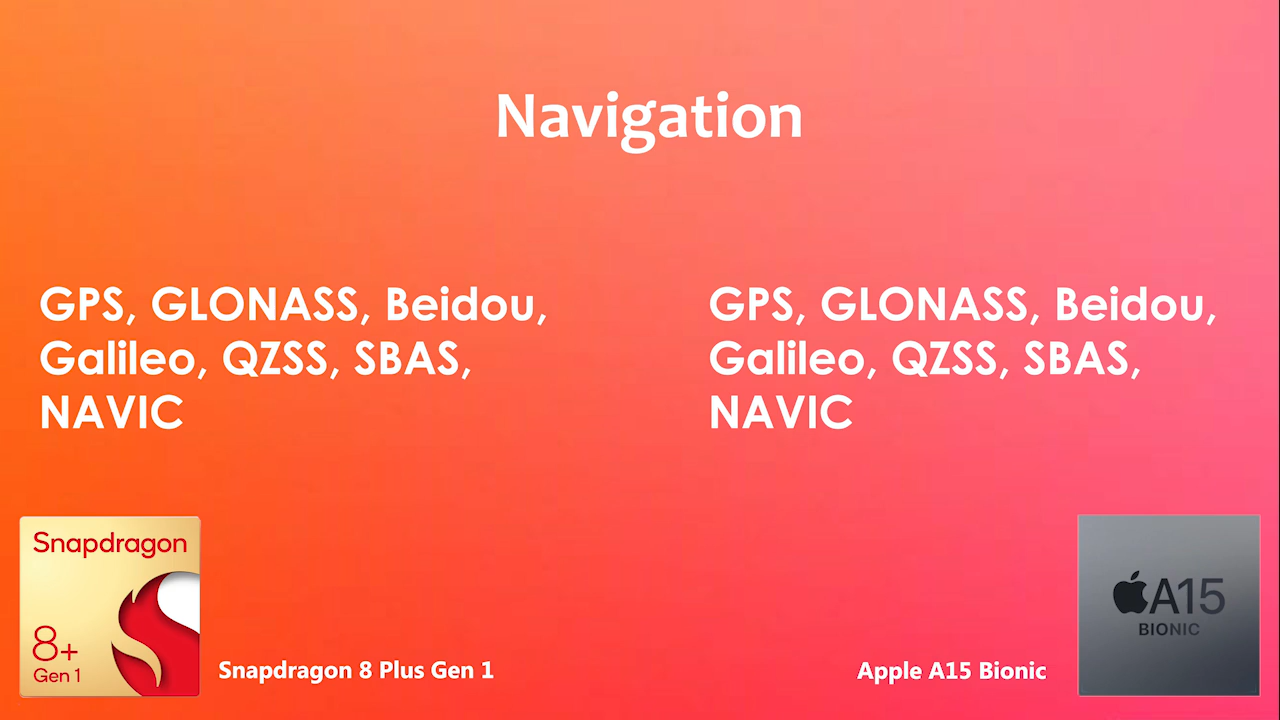 Navigation
GPS, GLONASS, Beidou,
Galileo, QZSS, SBAS,
NAVIC
GPS, GLONASS, Beidou,
Galileo, QZSS, SBAS,
NAVIC
Snapdragon
8+
Gen 1
Snapdragon 8 Plus Gen 1
Apple A15 Bionic
A15
BIONIC